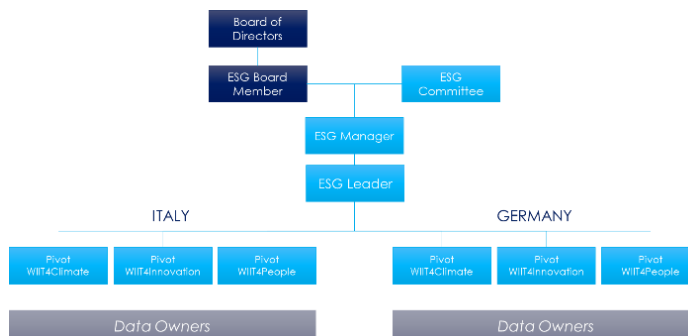 Board of
Directors
ESG Board
Member
ESG
Committee
ESG Manager
ESG Leader
ITALY
GERMANY
Pivot
WIIT4Climate
Pivot
WIIT4Innovation
Pivot
WIIT4People
Pivot
WIIT4Climate
Pivot
WIIT4Innovation
Pivot
WIIT4People
Data Owners
Data Owners